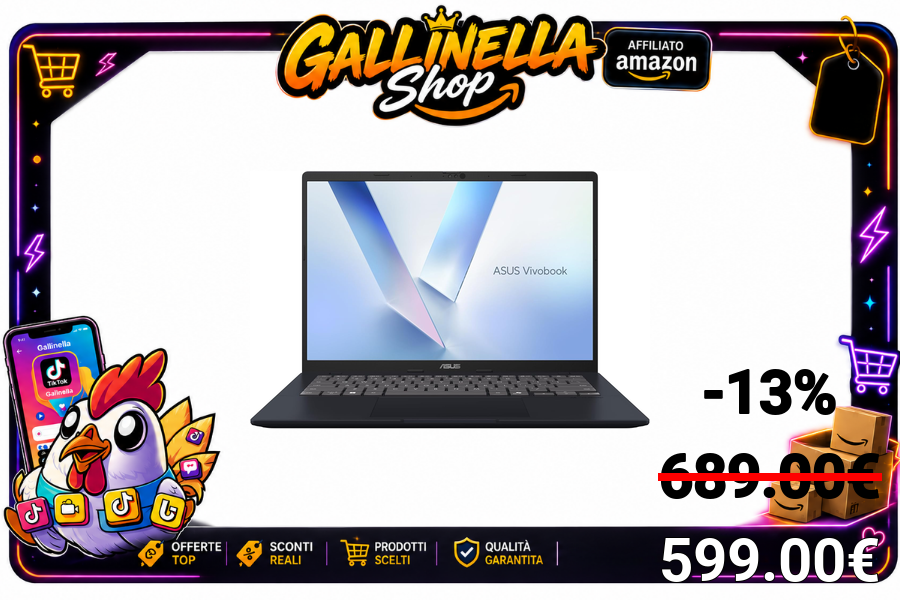 GALLINELLA
Shop
AFFILIATO
amazon
ASUS Vivobook
ASUS
Gallinella
TikTok
Gallinella
-13%
689.00€
599.00€
OFFERTE
TOP
SCONTI
REALI
PRODOTTI
SCELTI
QUALITÀ
GARANTITA